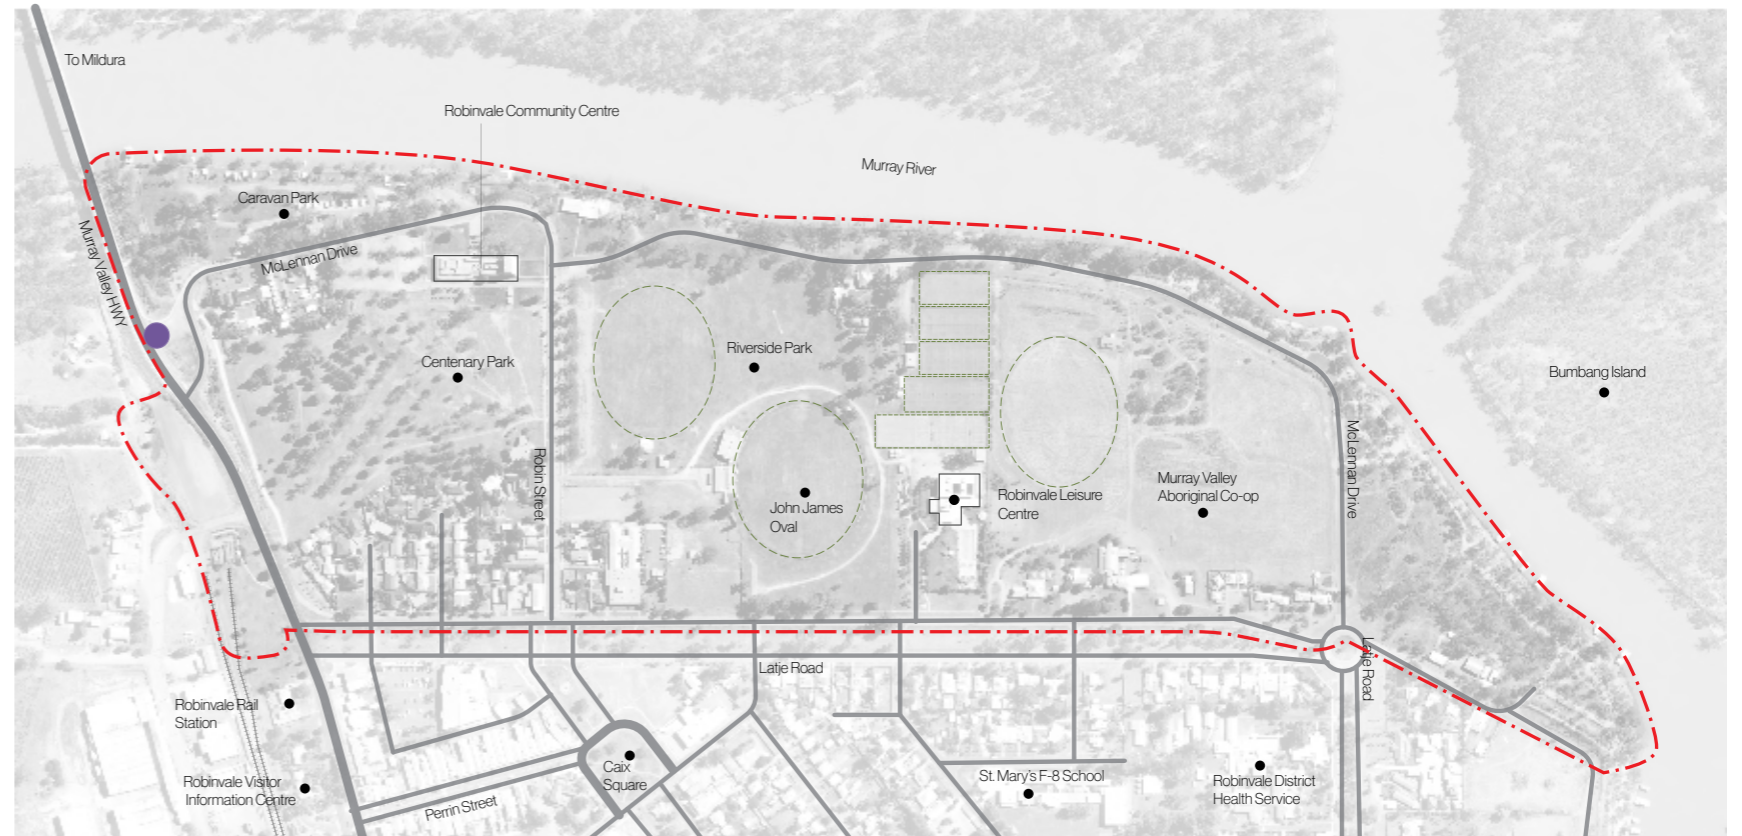 To Mildura
Robinvale Community Centre
Murray River
Caravan Park
McLennan Drive
Murray Valley HWY
Centenary Park
Riverside Park
Bumbang Island
Robin Street
John James
Oval
Robinvale Leisure
Centre
Murray Valley
Aboriginal Co-op
McLennan Drive
Latje Road
Latje Road
Robinvale Rail
Station
Robinvale Visitor
Information Centre
Perrin Street
Caix
Square
St. Mary's F-8 School
Robinvale District
Health Service